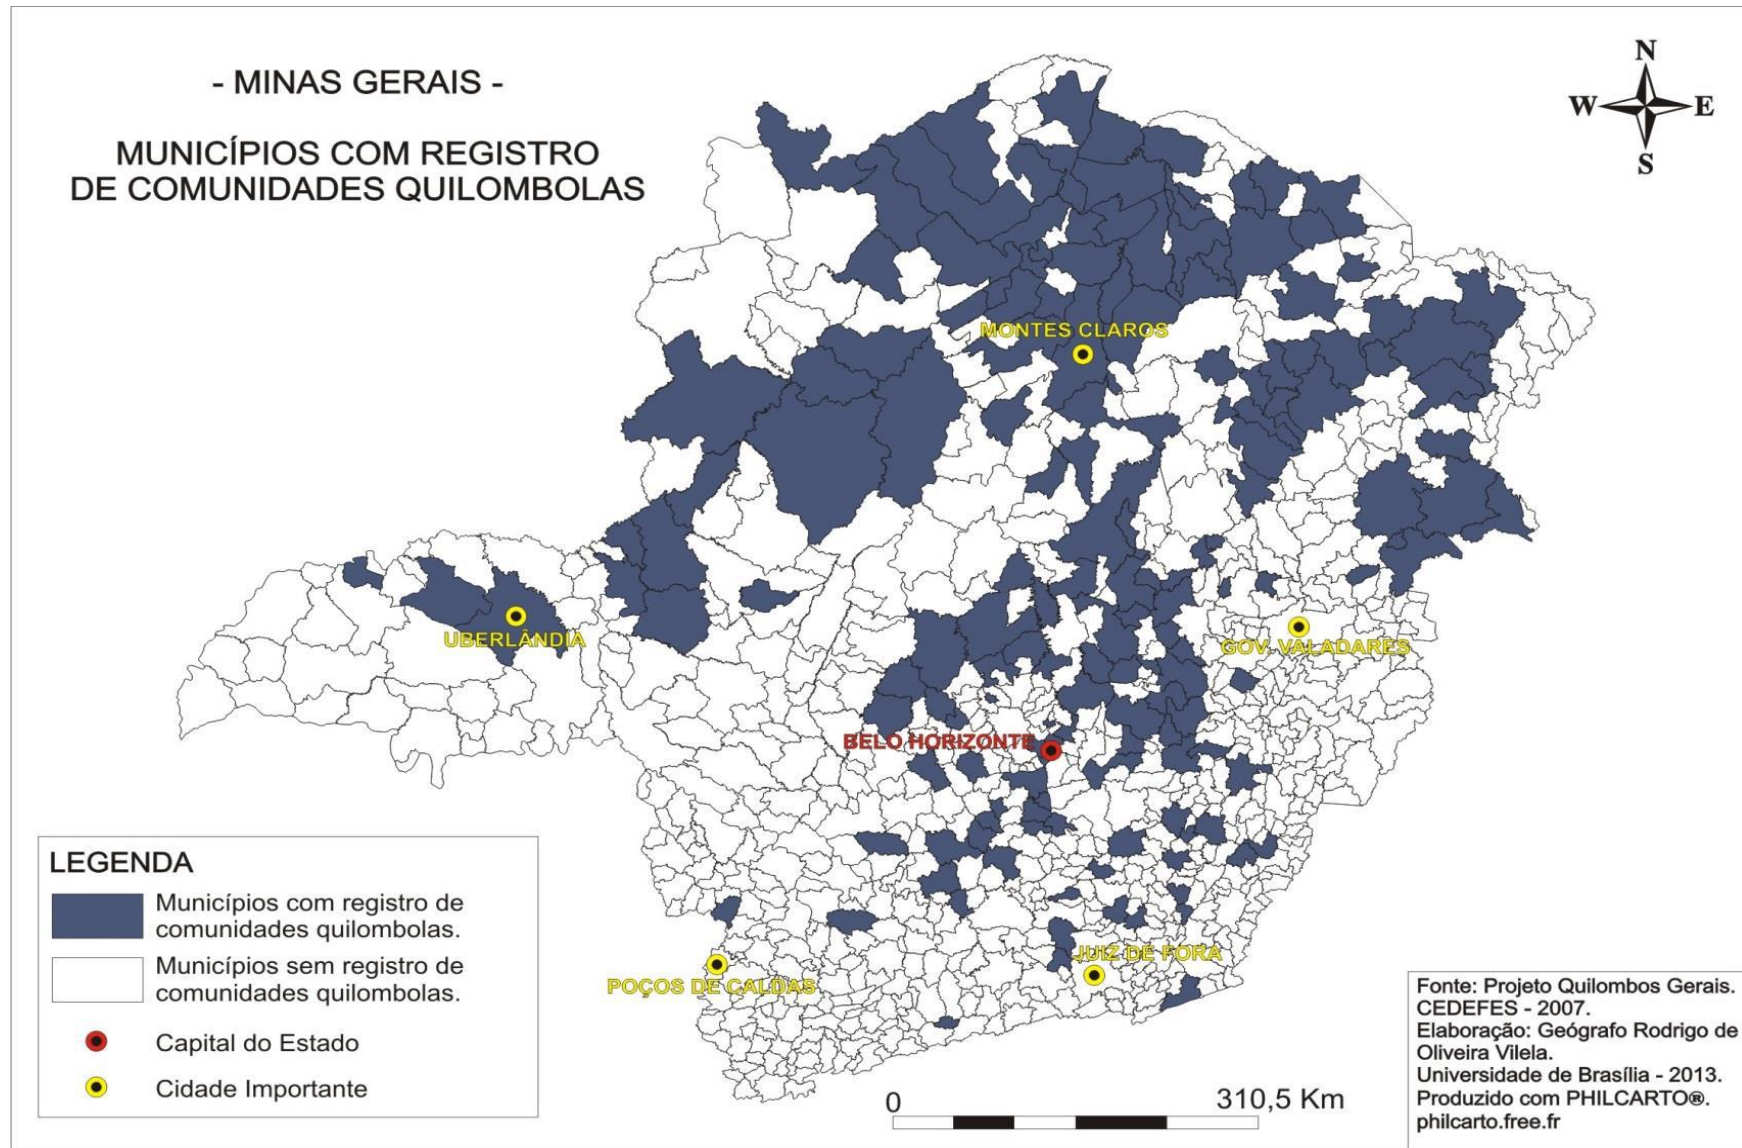 - MINAS GERAIS -
MUNICÍPIOS COM REGISTRO
DE COMUNIDADES QUILOMBOLAS
N
W
E
S
MONTES CLAROS
UBERLÂNDIA
GOV. VALADARES
BELO HORIZONTE
JUIZ DE FORA
POÇOS DE CALDAS
LEGENDA
Municípios com registro de
comunidades quilombolas.
Municípios sem registro de
comunidades quilombolas.
Capital do Estado
Cidade Importante
0
310,5 Km
Fonte: Projeto Quilombos Gerais.
CEDEFES - 2007.
Elaboração: Geógrafo Rodrigo de
Oliveira Vilela.
Universidade de Brasília - 2013.
Produzido com PHILCARTO®.
philcarto.free.fr